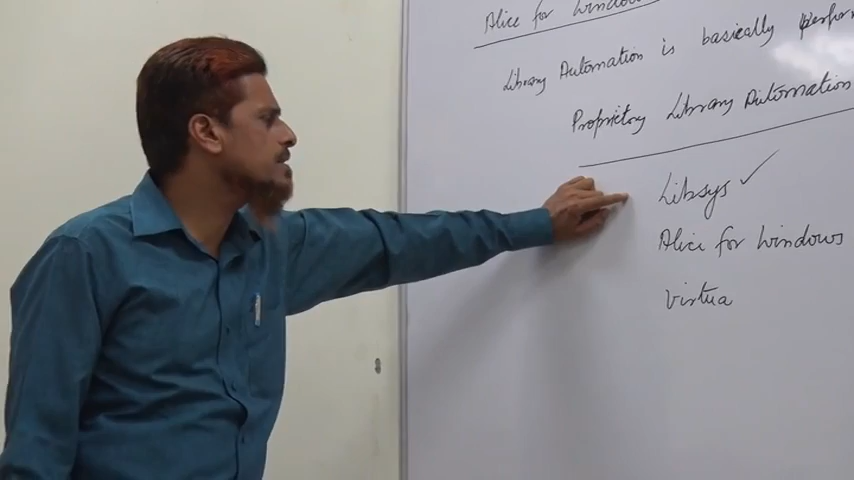 Alice for Windows
Library Automation is basically perfor
Proprietory Library Automation
Libsys ✓
Alice for Windows
Virtua